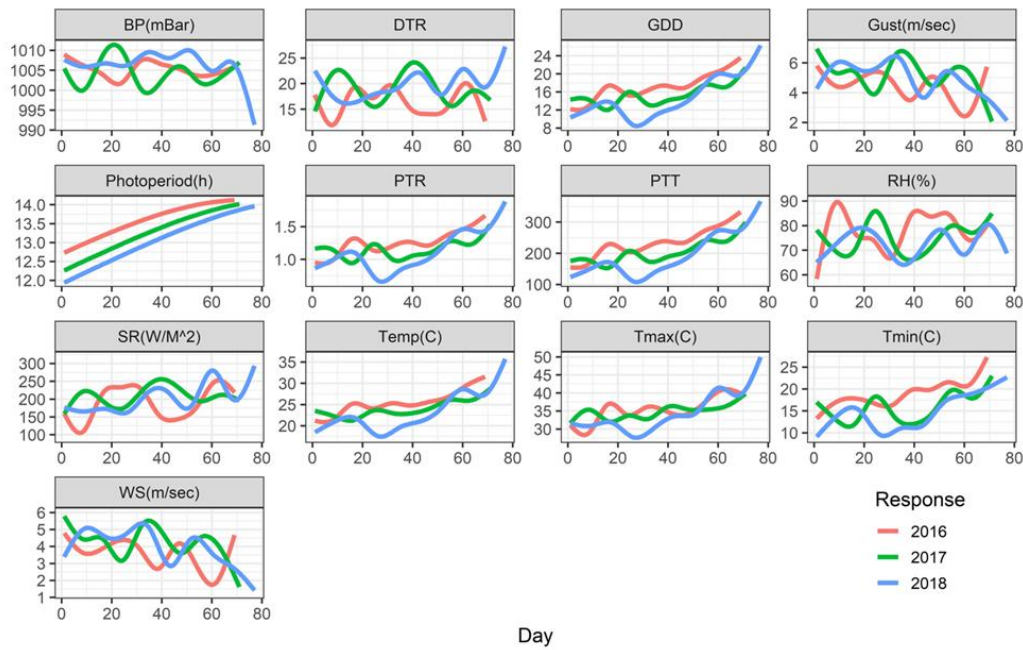 BP(mBar) DTR GDD Gust(m/sec)
1010 1005 1000 995 990
25 20 15
24 20 16 12 8
6 4 2
0 20 40 60 80 0 20 40 60 80 0 20 40 60 80 0 20 40 60 80
Photoperiod(h) PTR PTT RH(%)
14.0 13.5 13.0 12.5 12.0
1.5 1.0
300 200 100
90 80 70 60
0 20 40 60 80 0 20 40 60 80 0 20 40 60 80 0 20 40 60 80
SR(W/M^2) Temp(C) Tmax(C) Tmin(C)
300 250 200 150 100
35 30 25 20
50 45 40 35 30
25 20 15 10
0 20 40 60 80 0 20 40 60 80 0 20 40 60 80 0 20 40 60 80
WS(m/sec)
6 5 4 3 2 1
0 20 40 60 80
Response
2016
2017
2018
Day